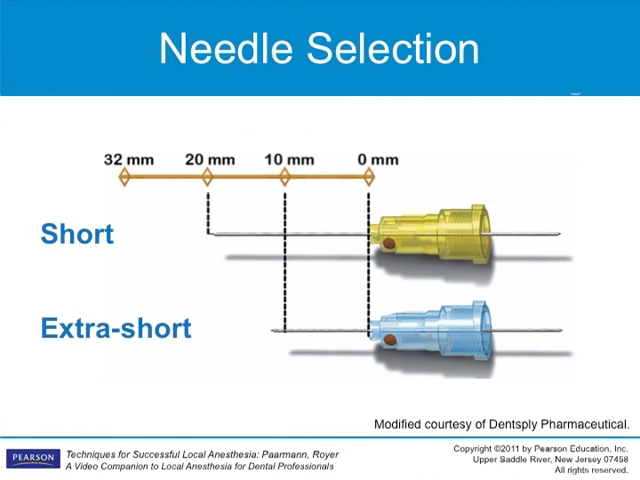 Needle Selection
32 mm 20 mm 10 mm 0 mm
Short
Extra-short
Modified courtesy of Dentsply Pharmaceutical.
PEARSON
Techniques for Successful Local Anesthesia: Paarmann, Royer
A Video Companion to Local Anesthesia for Dental Professionals
Copyright ©2011 by Pearson Education, Inc.
Upper Saddle River, New Jersey 07458
All rights reserved.